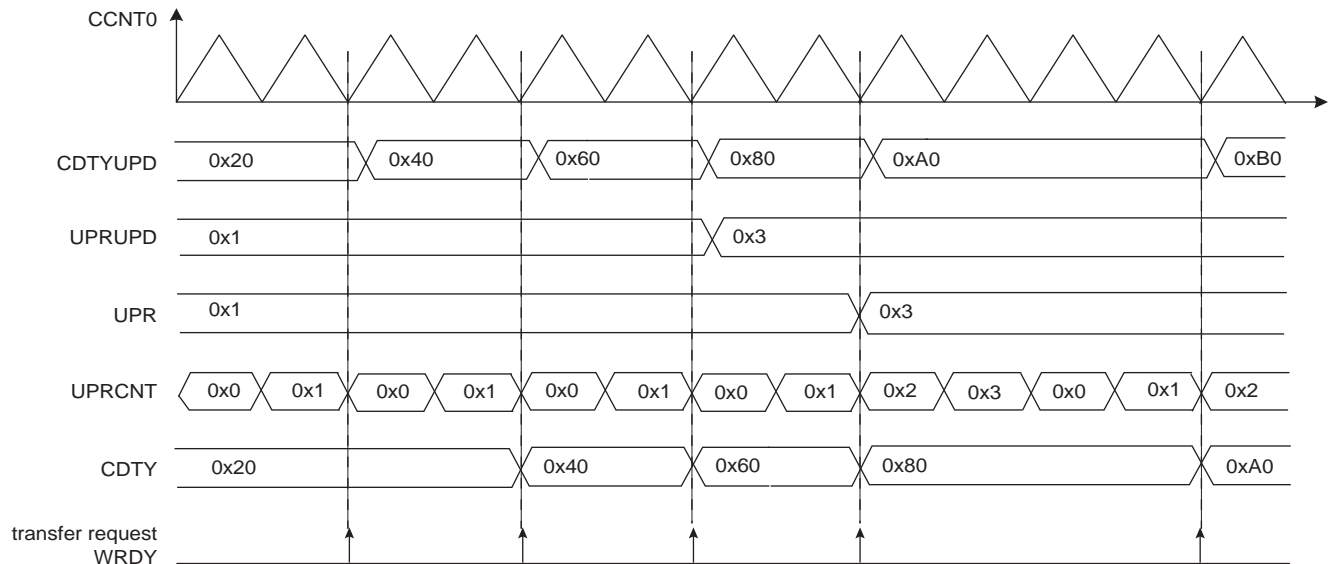 CCNT0
CDTYUPD 0x20 0x40 0x60 0x80 0xA0 0xB0
UPRUPD 0x1 0x3
UPR 0x1 0x3
UPRCNT 0x0 0x1 0x0 0x1 0x0 0x1 0x0 0x1 0x2 0x3 0x0 0x1 0x2
CDTY 0x20 0x40 0x60 0x80 0xA0
transfer request
WRDY